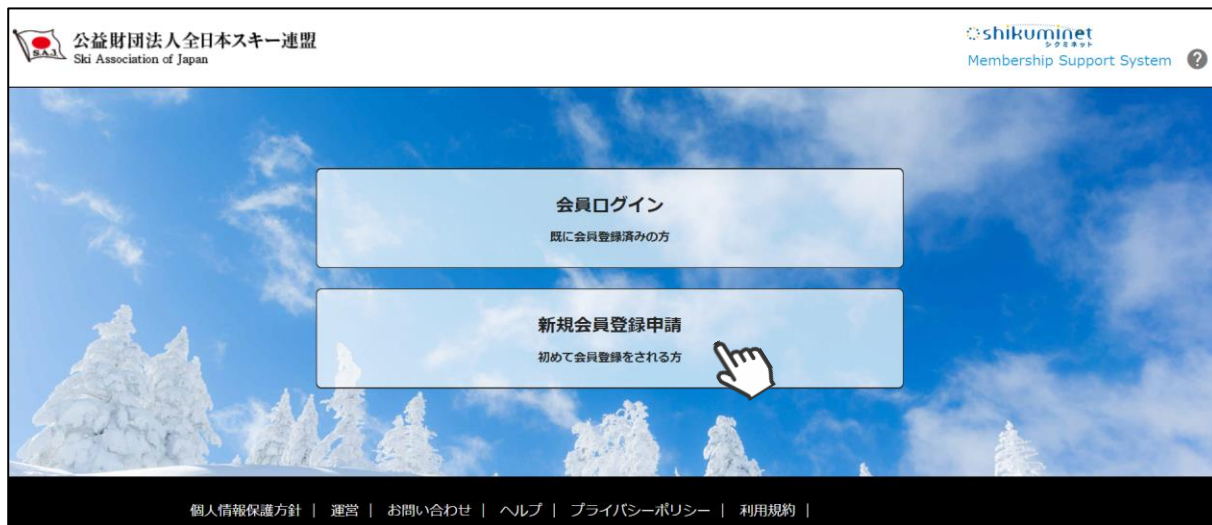 S.A.J.
公益財団法人全日本スキー連盟
Ski Association of Japan
shikuminet
シクミネット
Membership Support System ?
会員ログイン
既に会員登録済みの方
新規会員登録申請
初めて会員登録をされる方
個人情報保護方針 | 運営 | お問い合わせ | ヘルプ | プライバシーポリシー | 利用規約 |